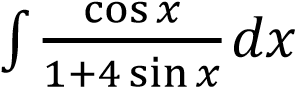 ∫ cos x / (1+4 sin x) dx